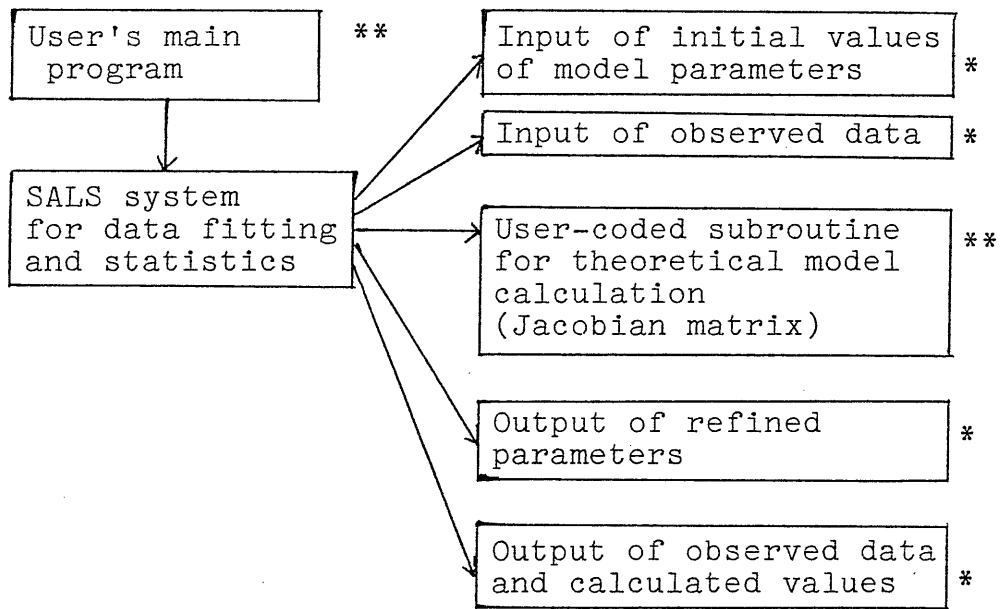 User's main
program
**
SALS system
for data fitting
and statistics
Input of initial values
of model parameters
*
Input of observed data
*
User-coded subroutine
for theoretical model
calculation
(Jacobian matrix)
**
Output of refined
parameters
*
Output of observed data
and calculated values
*